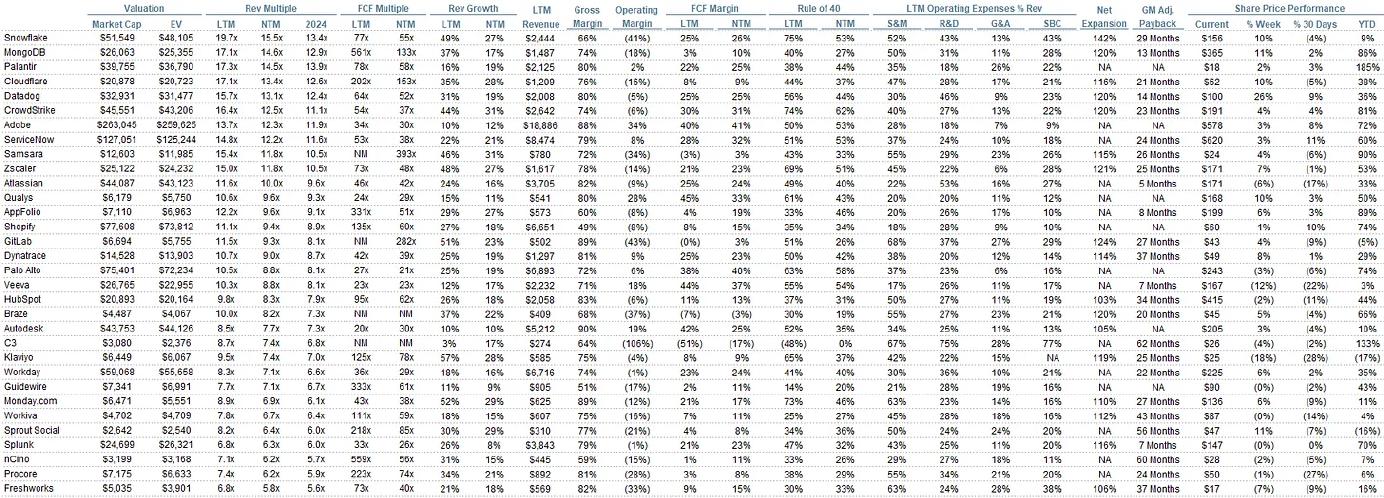 Valuation Rev Multiple FCF Multiple Rev Growth LTM Gross Operating FCF Margin Rule of 40 LTM Operating Expenses % Rev Net GM Adj. Share Price Performance
Market Cap EV LTM NTM 2024 LTM NTM LTM NTM Revenue Margin Margin LTM NTM LTM NTM S&M R&D G&A SBC Expansion Payback Current % Week % 30 Days YTD
Snowflake $51,549 $48,105 19.7x 15.5x 13.4x 77x 55x 49% 27% $2,444 66% (41%) 25% 26% 75% 53% 52% 43% 13% 43% 142% 29 Months $156 10% (4%) 9%
MongoDB $26,063 $25,355 17.1x 14.6x 12.9x 561x 133x 37% 17% $1,487 74% (18%) 3% 10% 40% 27% 50% 31% 11% 28% 120% 13 Months $365 11% 2% 86%
Palantir $39,755 $36,790 17.3x 14.5x 13.9x 78x 58x 16% 19% $2,125 80% 2% 22% 25% 38% 44% 35% 18% 26% 22% NA NA $18 2% 3% 185%
Cloudflare $20,878 $20,723 17.1x 13.4x 12.6x 202x 153x 35% 28% $1,209 76% (16%) 8% 9% 44% 37% 47% 28% 17% 21% 116% 21 Months $62 10% (5%) 38%
Datadog $32,931 $31,477 15.7x 13.1x 12.4x 64x 52x 31% 19% $2,008 80% (5%) 25% 25% 56% 44% 30% 46% 9% 23% 120% 14 Months $100 26% 9% 36%
CrowdStrike $45,551 $43,206 16.4x 12.5x 11.1x 54x 37x 44% 31% $2,642 74% (6%) 30% 31% 74% 62% 40% 27% 13% 22% 120% 23 Months $191 4% 4% 81%
Adobe $263,045 $259,625 13.7x 12.3x 11.9x 34x 30x 10% 12% $18,886 88% 34% 40% 41% 50% 53% 28% 18% 7% 9% NA NA $578 3% 8% 72%
ServiceNow $127,051 $125,244 14.8x 12.2x 11.6x 53x 38x 22% 21% $8,474 79% 8% 28% 32% 51% 53% 37% 24% 10% 18% NA 24 Months $620 3% 11% 60%
Samsara $12,603 $11,985 15.4x 11.8x 10.5x NM 393x 46% 31% $780 72% (34%) (3%) 3% 43% 33% 55% 29% 23% 26% 115% 26 Months $24 4% (6%) 90%
Zscaler $25,122 $24,232 15.0x 11.8x 10.5x 73x 48x 48% 27% $1,617 78% (14%) 21% 23% 69% 51% 45% 22% 6% 28% 121% 25 Months $171 7% (1%) 53%
Atlassian $44,087 $43,123 11.6x 10.0x 9.6x 46x 42x 24% 16% $3,705 82% (9%) 25% 24% 49% 40% 22% 53% 16% 27% NA 5 Months $171 (6%) (17%) 33%
Qualys $6,179 $5,750 10.6x 9.6x 9.3x 24x 29x 15% 11% $541 80% 28% 45% 33% 61% 43% 20% 20% 11% 12% NA NA $168 10% 3% 50%
AppFolio $7,110 $6,963 12.2x 9.6x 9.1x 331x 51x 29% 27% $573 60% (8%) 4% 19% 33% 46% 20% 26% 17% 10% NA 8 Months $199 6% 3% 89%
Shopify $77,608 $73,812 11.1x 9.4x 8.9x 135x 60x 27% 18% $6,651 49% (8%) 8% 15% 35% 34% 18% 28% 9% 10% NA NA $60 1% 10% 74%
GitLab $6,694 $5,755 11.5x 9.3x 8.1x NM 282x 51% 23% $502 89% (43%) (0%) 3% 51% 26% 68% 37% 27% 29% 124% 27 Months $43 4% (9%) (5%)
Dynatrace $14,528 $13,903 10.7x 9.0x 8.7x 42x 39x 25% 19% $1,297 81% 9% 25% 23% 50% 42% 38% 20% 12% 14% 114% 37 Months $49 8% 1% 29%
Palo Alto $75,401 $72,234 10.5x 8.8x 8.1x 27x 21x 25% 19% $6,893 72% 6% 38% 40% 63% 58% 37% 23% 6% 16% NA NA $243 (3%) (6%) 74%
Veeva $26,765 $22,955 10.3x 8.8x 8.1x 23x 23x 12% 17% $2,232 71% 18% 44% 37% 55% 54% 17% 26% 11% 17% NA 7 Months $167 (12%) (22%) 3%
HubSpot $20,893 $20,164 9.8x 8.3x 7.9x 95x 62x 26% 18% $2,058 83% (6%) 11% 13% 37% 31% 50% 27% 11% 19% 103% 34 Months $415 (2%) (11%) 44%
Braze $4,487 $4,067 10.0x 8.2x 7.3x NM NM 37% 22% $409 68% (37%) (7%) (3%) 30% 19% 55% 27% 23% 21% 120% 20 Months $45 5% (4%) 66%
Autodesk $43,753 $44,126 8.5x 7.7x 7.3x 20x 30x 10% 10% $5,212 90% 19% 42% 25% 52% 35% 34% 25% 11% 13% 105% NA $205 3% (4%) 10%
C3 $3,080 $2,376 8.7x 7.4x 6.8x NM NM 3% 17% $274 64% (106%) (51%) (17%) (48%) 0% 67% 75% 28% 77% NA 62 Months $26 (4%) (2%) 133%
Klaviyo $6,449 $6,067 9.5x 7.4x 7.0x 125x 78x 57% 28% $585 75% (4%) 8% 9% 65% 37% 42% 22% 15% NA 119% 25 Months $25 (18%) (28%) (17%)
Workday $59,068 $55,658 8.3x 7.1x 6.6x 36x 29x 18% 16% $6,716 74% (1%) 23% 24% 41% 40% 30% 36% 10% 21% NA 22 Months $225 6% 2% 35%
Guidewire $7,341 $6,991 7.7x 7.1x 6.7x 333x 61x 11% 9% $905 51% (17%) 2% 11% 14% 20% 21% 28% 19% 16% NA NA $90 (0%) (2%) 43%
Monday.com $6,471 $5,551 8.9x 6.9x 6.1x 43x 38x 52% 29% $625 89% (12%) 21% 17% 73% 46% 63% 23% 14% 16% 110% 27 Months $136 6% (9%) 11%
Workiva $4,702 $4,709 7.8x 6.7x 6.4x 111x 59x 18% 15% $607 75% (16%) 7% 11% 25% 27% 45% 28% 18% 16% 112% 43 Months $87 (0%) (14%) 4%
Sprout Social $2,642 $2,540 8.2x 6.4x 6.0x 218x 85x 30% 29% $310 77% (21%) 4% 8% 34% 36% 50% 24% 24% 20% NA 56 Months $47 11% (7%) (16%)
Splunk $24,699 $26,321 6.8x 6.3x 6.0x 33x 26x 26% 8% $3,843 79% (1%) 21% 23% 47% 32% 43% 25% 11% 20% 116% 7 Months $147 (0%) 0% 70%
nCino $3,199 $3,168 7.1x 6.2x 5.7x 559x 56x 31% 15% $445 59% (15%) 1% 11% 33% 26% 29% 27% 18% 11% NA 60 Months $28 (2%) (5%) 7%
Procore $7,175 $6,633 7.4x 6.2x 5.9x 223x 74x 34% 21% $892 81% (28%) 3% 8% 38% 29% 55% 34% 21% 20% NA 24 Months $50 (1%) (27%) 6%
Freshworks $5,035 $3,901 6.8x 5.8x 5.6x 73x 40x 21% 18% $569 82% (33%) 9% 15% 30% 33% 63% 24% 28% 38% 106% 37 Months $17 (7%) (9%) 16%